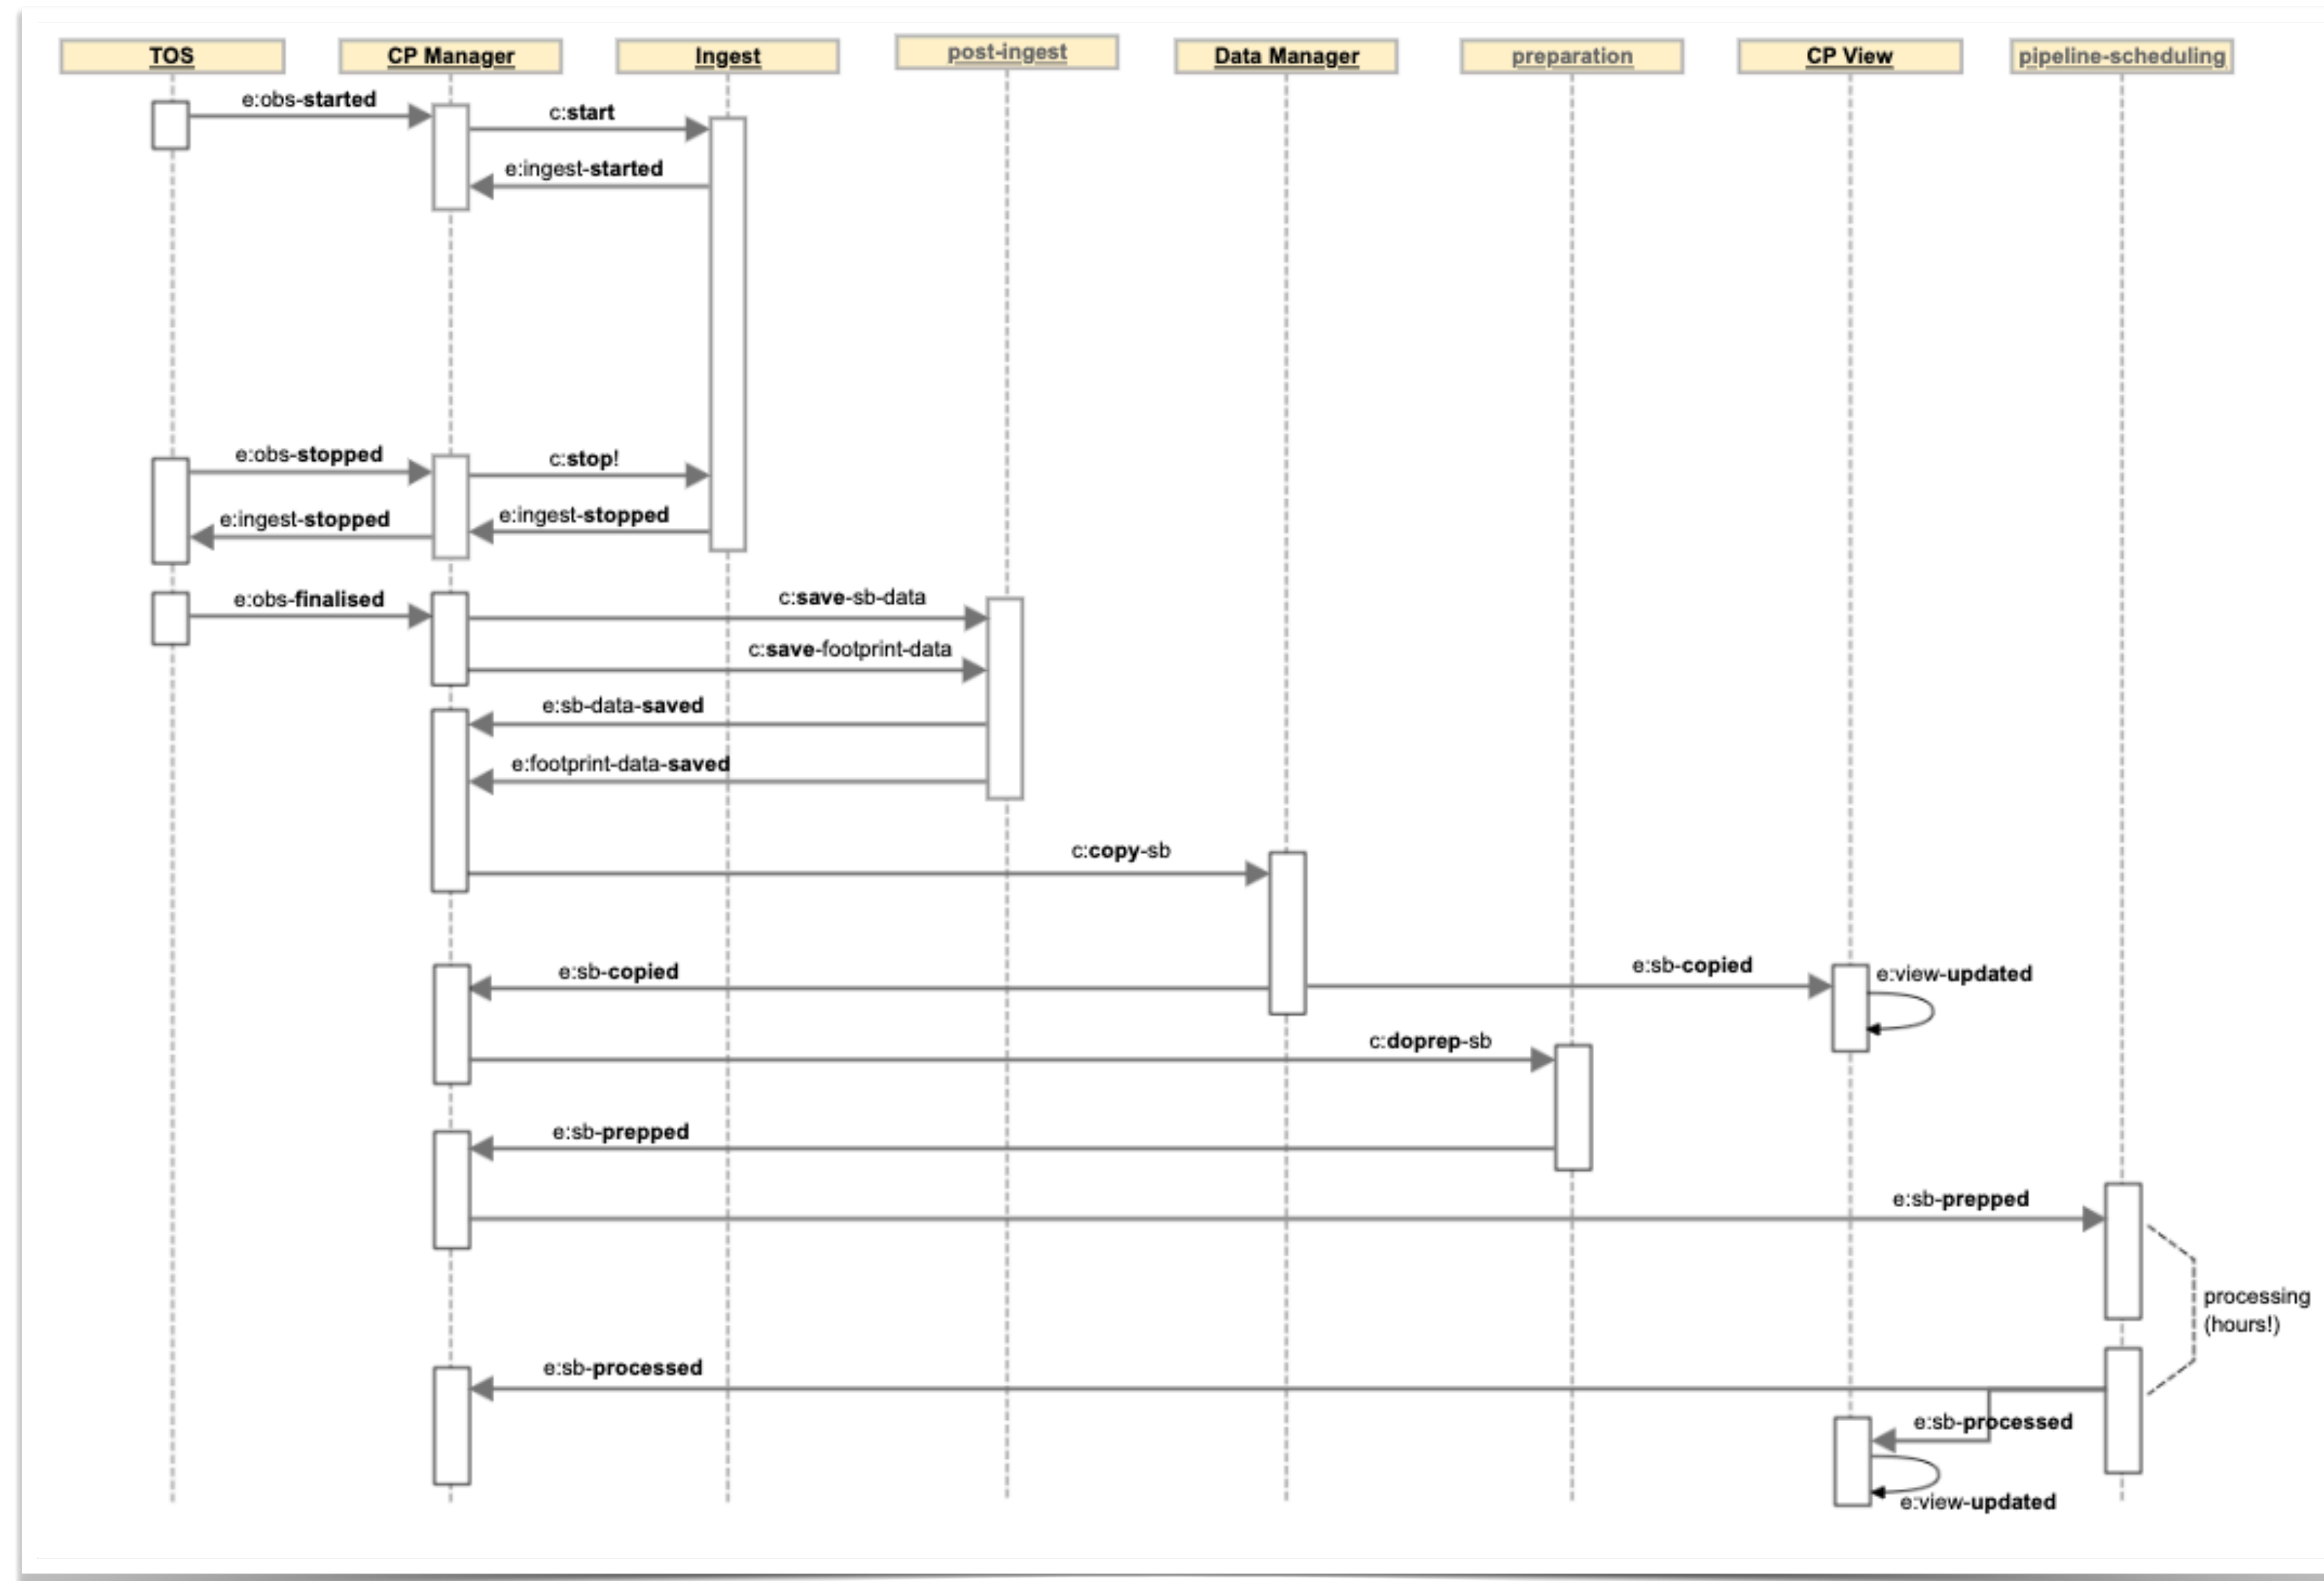 TOS
CP Manager
Ingest
post-ingest
Data Manager
preparation
CP View
pipeline-scheduling
e:obs-started
c:start
e:ingest-started
e:obs-stopped
c:stop!
e:ingest-stopped
e:ingest-stopped
e:obs-finalised
c:save-sb-data
c:save-footprint-data
e:sb-data-saved
e:footprint-data-saved
c:copy-sb
e:sb-copied
e:sb-copied
e:view-updated
c:doprep-sb
e:sb-prepped
e:sb-prepped
processing
(hours!)
e:sb-processed
e:sb-processed
e:view-updated